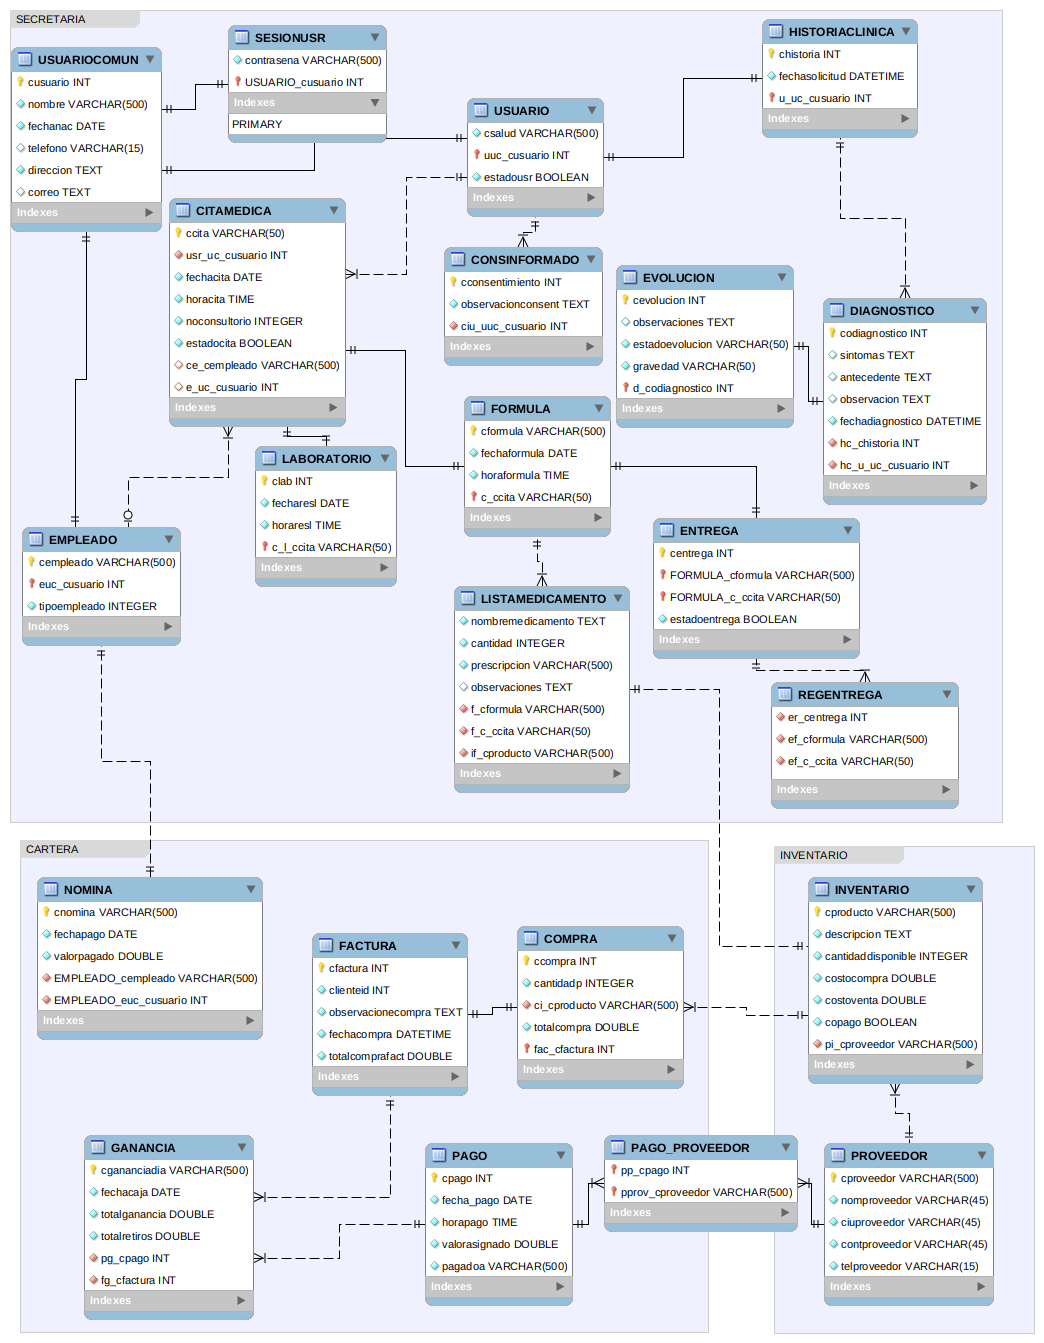 SECRETARIA
USUARIOCOMUN
cusuario INT
nombre VARCHAR(500)
fechanac DATE
telefono VARCHAR(15)
direccion TEXT
correo TEXT
Indexes
SESIONUSR
contrasena VARCHAR(500)
USUARIO_cusuario INT
Indexes
PRIMARY
USUARIO
csalud VARCHAR(500)
uuc_cusuario INT
estadousr BOOLEAN
Indexes
HISTORIACLINICA
chistoria INT
fechasolicitud DATETIME
u_uc_cusuario INT
Indexes
CITAMEDICA
ccita VARCHAR(50)
usr_uc_cusuario INT
fechacita DATE
horacita TIME
noconsultorio INTEGER
estadocita BOOLEAN
ce_cempleado VARCHAR(500)
e_uc_cusuario INT
Indexes
CONSINFORMADO
cconsentimiento INT
observacionconsent TEXT
ciu_uuc_cusuario INT
Indexes
EVOLUCION
cevolucion INT
observaciones TEXT
estadoevolucion VARCHAR(50)
gravedad VARCHAR(50)
d_codiagnostico INT
Indexes
DIAGNOSTICO
codiagnostico INT
sintomas TEXT
antecedente TEXT
observacion TEXT
fechadiagnostico DATETIME
hc_chistoria INT
hc_u_uc_cusuario INT
Indexes
FORMULA
cformula VARCHAR(500)
fechaformula DATE
horaformula TIME
c_ccita VARCHAR(50)
Indexes
LABORATORIO
clab INT
fecharesl DATE
horaresl TIME
c_l_ccita VARCHAR(50)
Indexes
EMPLEADO
cempleado VARCHAR(500)
euc_cusuario INT
tipoempleado INTEGER
Indexes
ENTREGA
centrega INT
FORMULA_cformula VARCHAR(500)
FORMULA_c_ccita VARCHAR(50)
estadoentrega BOOLEAN
Indexes
LISTAMEDICAMENTO
nombremedicamento TEXT
cantidad INTEGER
prescripcion VARCHAR(500)
observaciones TEXT
f_cformula VARCHAR(500)
f_c_ccita VARCHAR(50)
if_cproducto VARCHAR(500)
Indexes
REGENTREGA
er_centrega INT
ef_cformula VARCHAR(500)
ef_c_ccita VARCHAR(50)
Indexes
CARTERA
NOMINA
cnomina VARCHAR(500)
fechapago DATE
valorpagado DOUBLE
EMPLEADO_cempleado VARCHAR(500)
EMPLEADO_euc_cusuario INT
Indexes
FACTURA
cfactura INT
clienteid INT
observacionecompra TEXT
fechacompra DATETIME
totalcomprafact DOUBLE
Indexes
COMPRA
ccompra INT
cantidadp INTEGER
ci_cproducto VARCHAR(500)
totalcompra DOUBLE
fac_cfactura INT
Indexes
INVENTARIO
INVENTARIO
cproducto VARCHAR(500)
descripcion TEXT
cantidaddisponible INTEGER
costocompra DOUBLE
costoventa DOUBLE
copago BOOLEAN
pi_cproveedor VARCHAR(500)
Indexes
GANANCIA
cgananciadia VARCHAR(500)
fechacaja DATE
totalganancia DOUBLE
totalretiros DOUBLE
pg_cpago INT
fg_cfactura INT
Indexes
PAGO
cpago INT
fecha_pago DATE
horapago TIME
valorasignado DOUBLE
pagadoa VARCHAR(500)
Indexes
PAGO_PROVEEDOR
pp_cpago INT
pprov_cproveedor VARCHAR(500)
Indexes
PROVEEDOR
cproveedor VARCHAR(500)
nomproveedor VARCHAR(45)
ciuproveedor VARCHAR(45)
contproveedor VARCHAR(45)
telproveedor VARCHAR(15)
Indexes